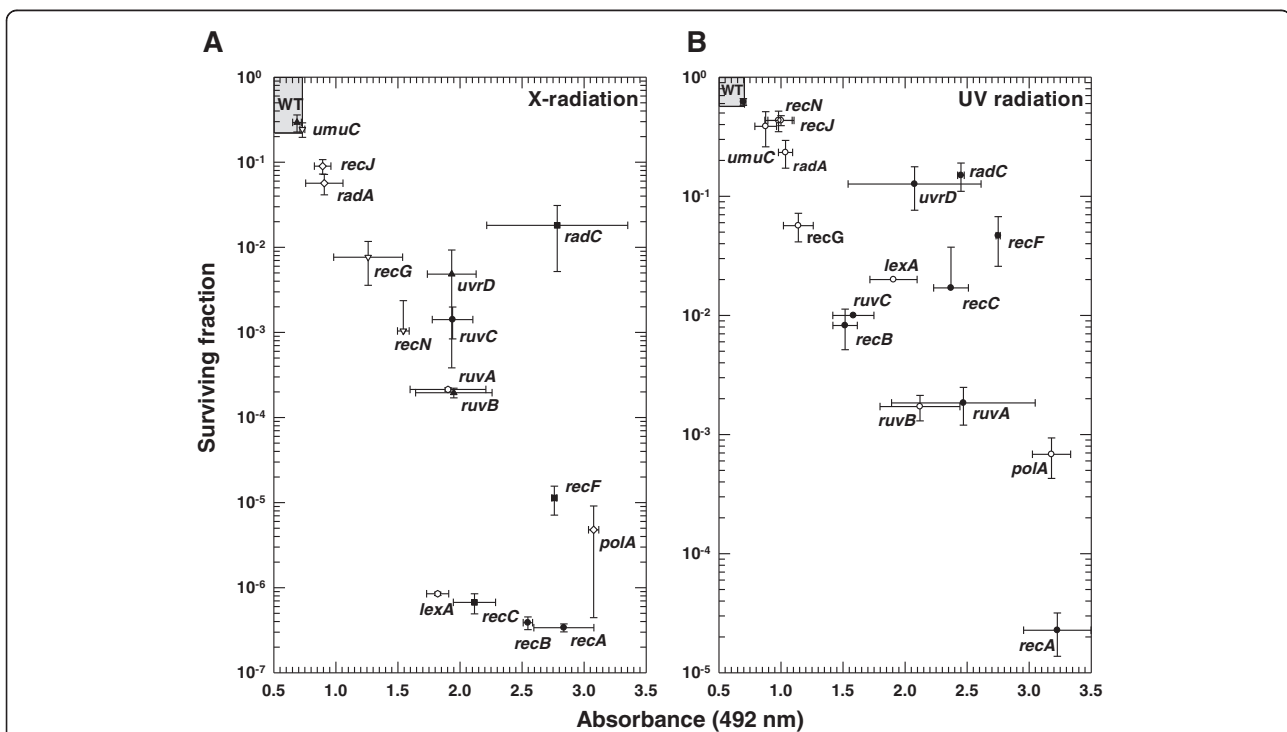 A
B
Surviving fraction
10^0
10^-1
10^-2
10^-3
10^-4
10^-5
10^-6
10^-7
X-radiation
WT
umuC
recJ
radA
radC
recG
uvrD
recN
ruvC
ruvA
ruvB
recF
polA
lexA
recC
recB
recA
0.5 1.0 1.5 2.0 2.5 3.0 3.5
10^0
10^-1
10^-2
10^-3
10^-4
10^-5
UV radiation
WT
recN
recJ
umuC
radA
radC
uvrD
recG
recF
lexA
recC
ruvC
recB
ruvB
ruvA
polA
recA
0.5 1.0 1.5 2.0 2.5 3.0 3.5
Absorbance (492 nm)